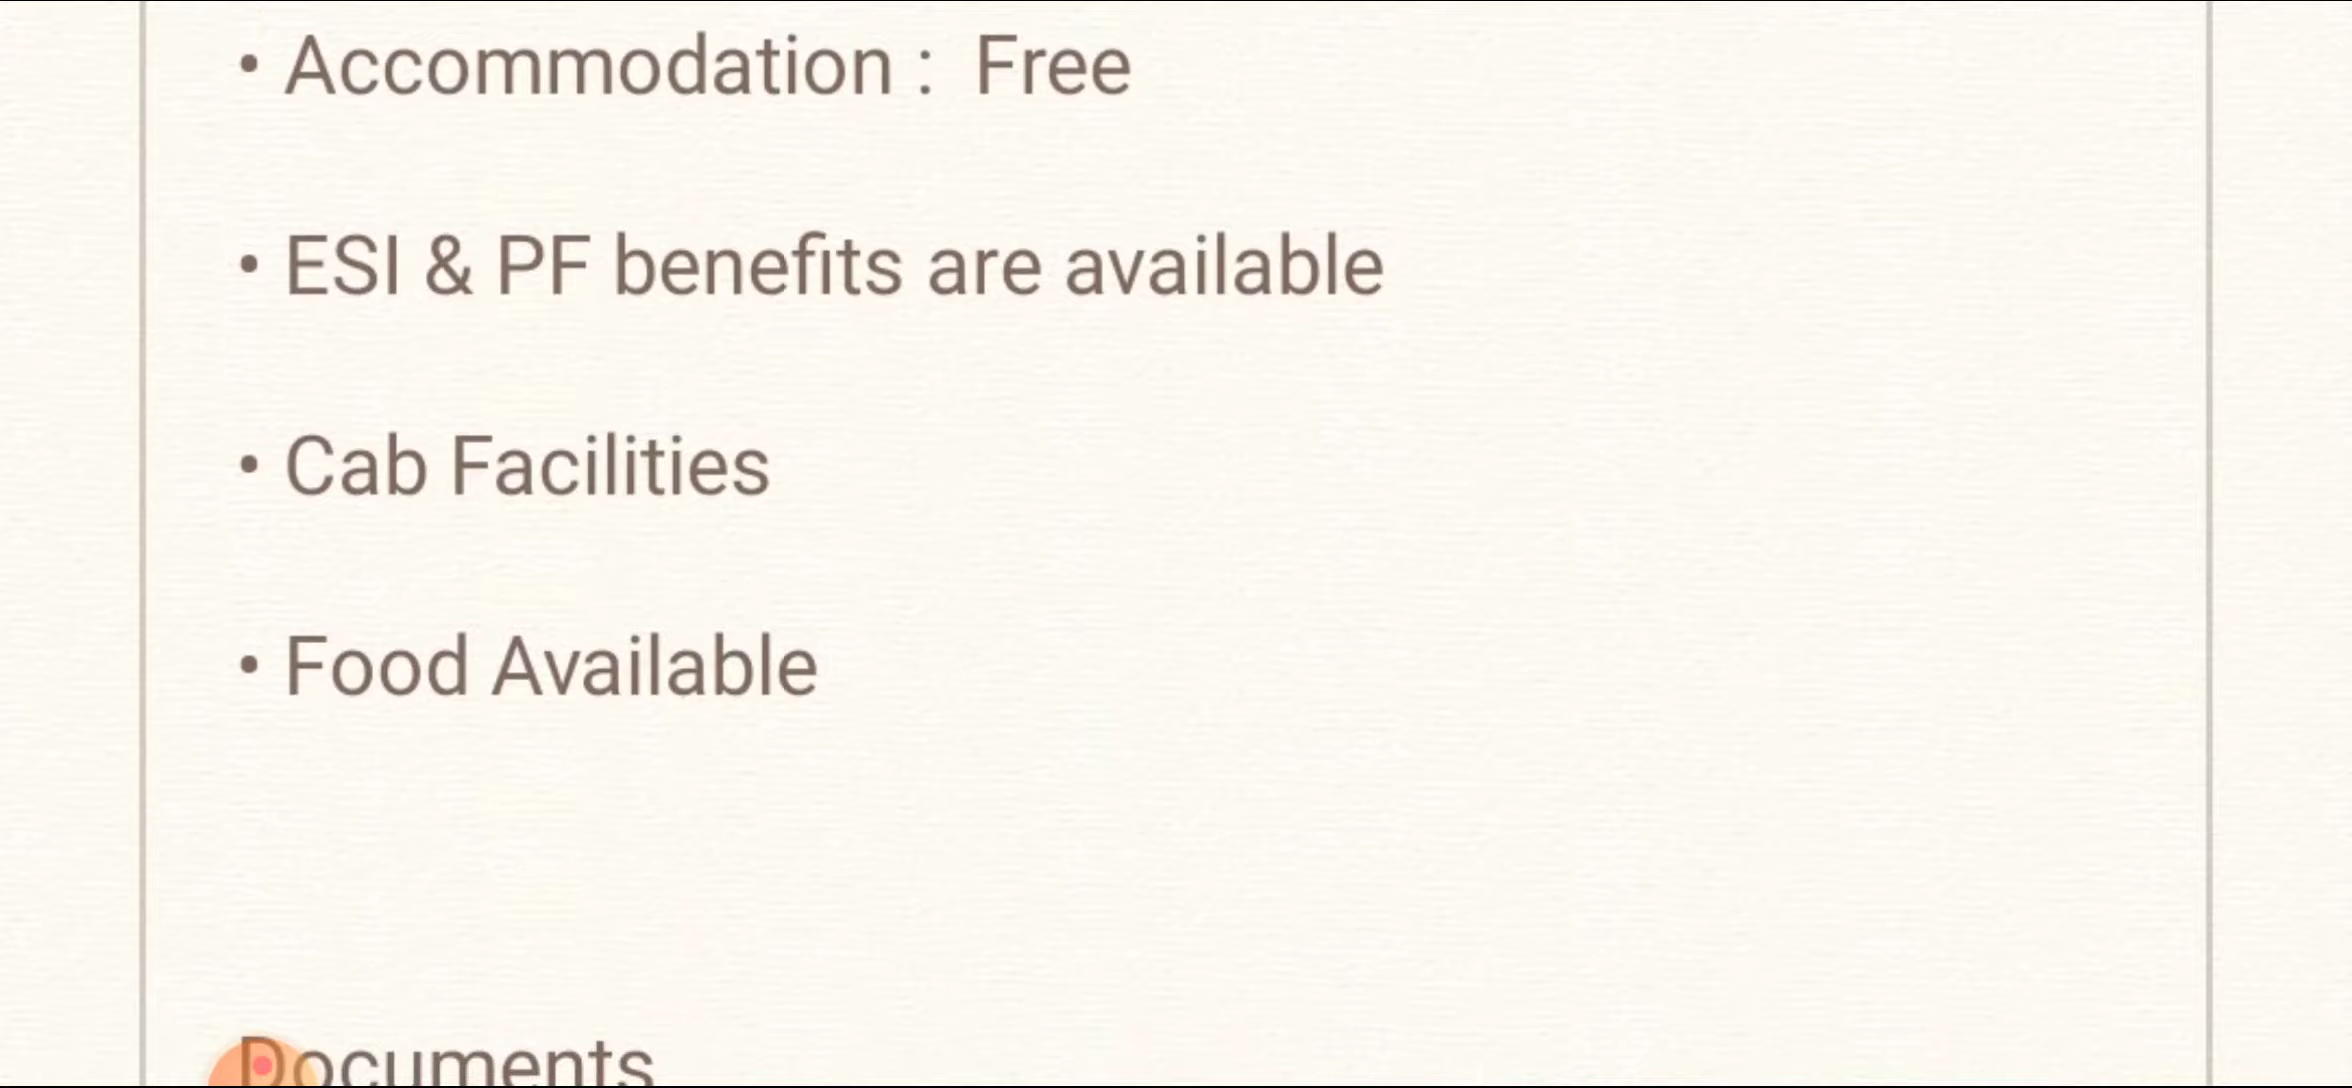 • Accommodation :  Free
• ESI & PF benefits are available
• Cab Facilities
• Food Available
Documents